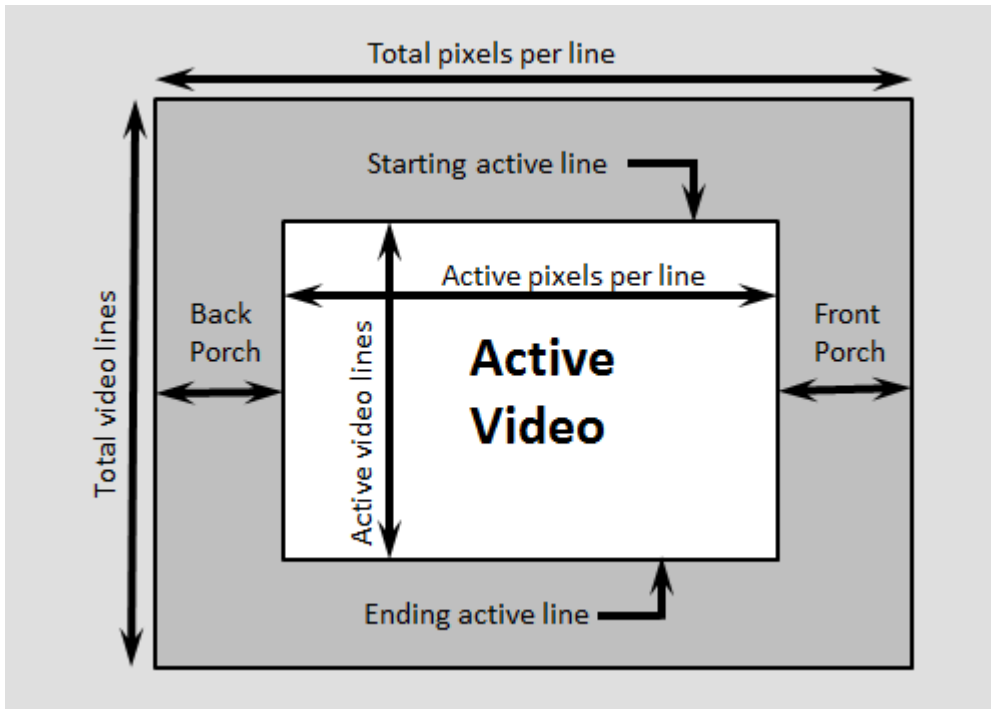 Total pixels per line
Starting active line
Active pixels per line
Back
Porch
Front
Porch
Total video lines
Active video lines
Active
Video
Ending active line